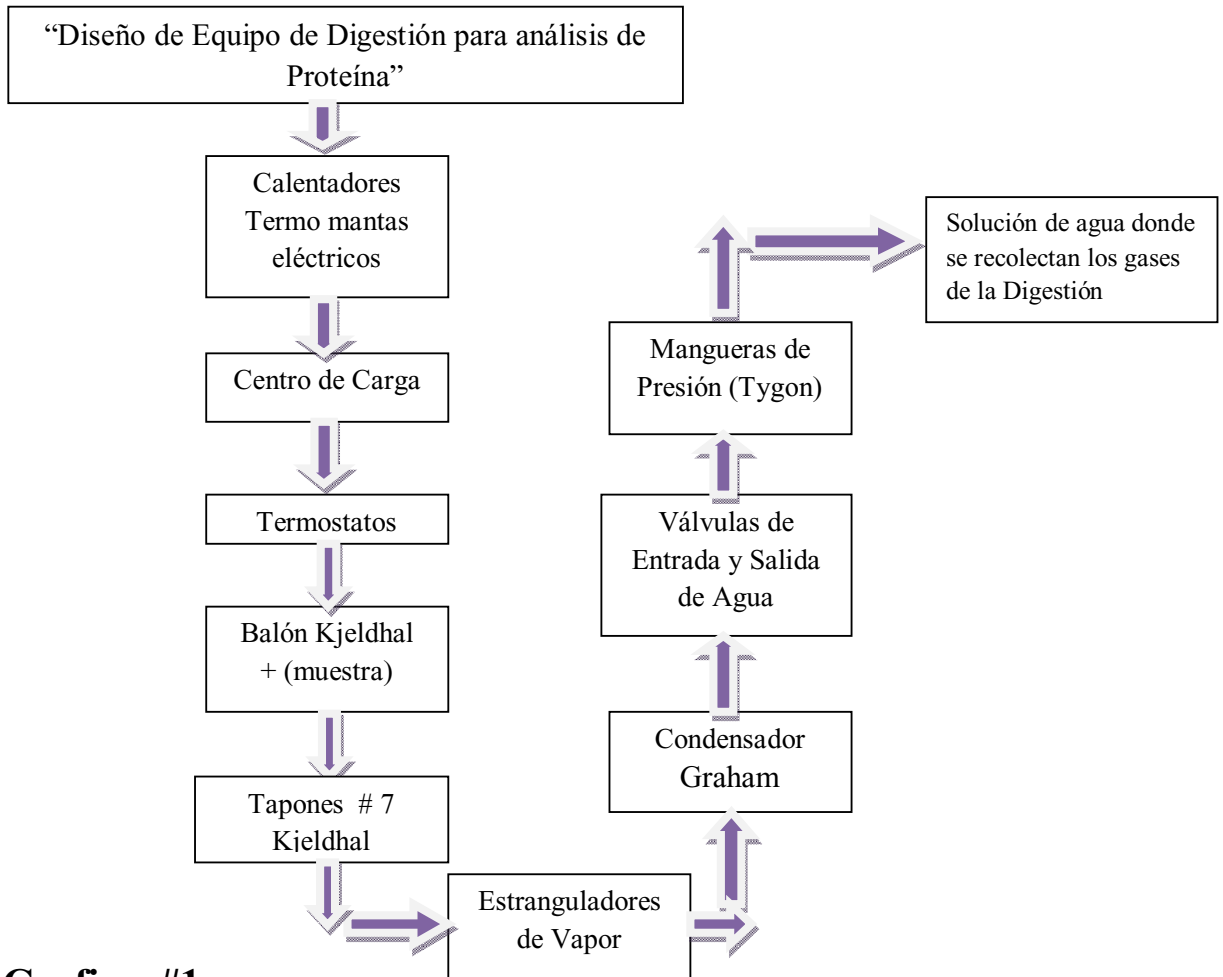 “Diseño de Equipo de Digestión para análisis de
Proteína”
Calentadores
Termo mantas
eléctricos
Centro de Carga
Termostatos
Balón Kjeldhal
+ (muestra)
Tapones # 7
Kjeldhal
Estranguladores
de Vapor
Condensador
Graham
Válvulas de
Entrada y Salida
de Agua
Mangueras de
Presión (Tygon)
Solución de agua donde
se recolectan los gases
de la Digestión
#1